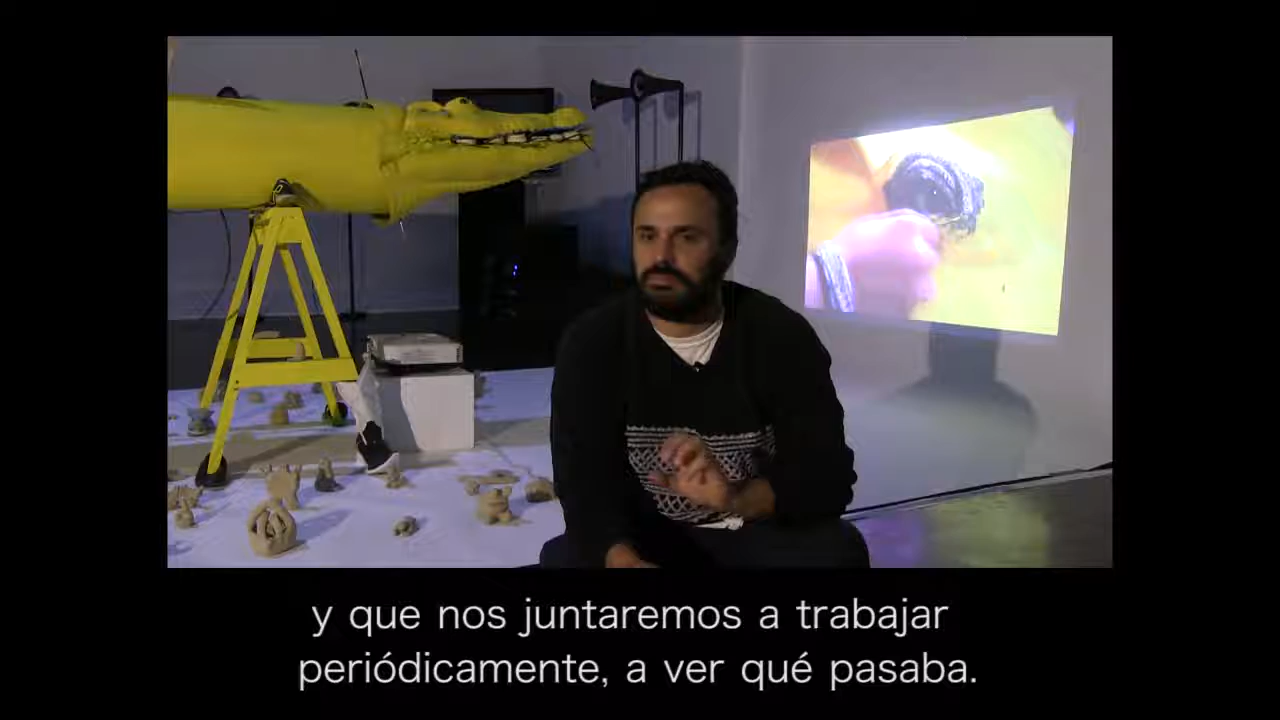 y que nos juntaremos a trabajar
periódicamente, a ver qué pasaba.